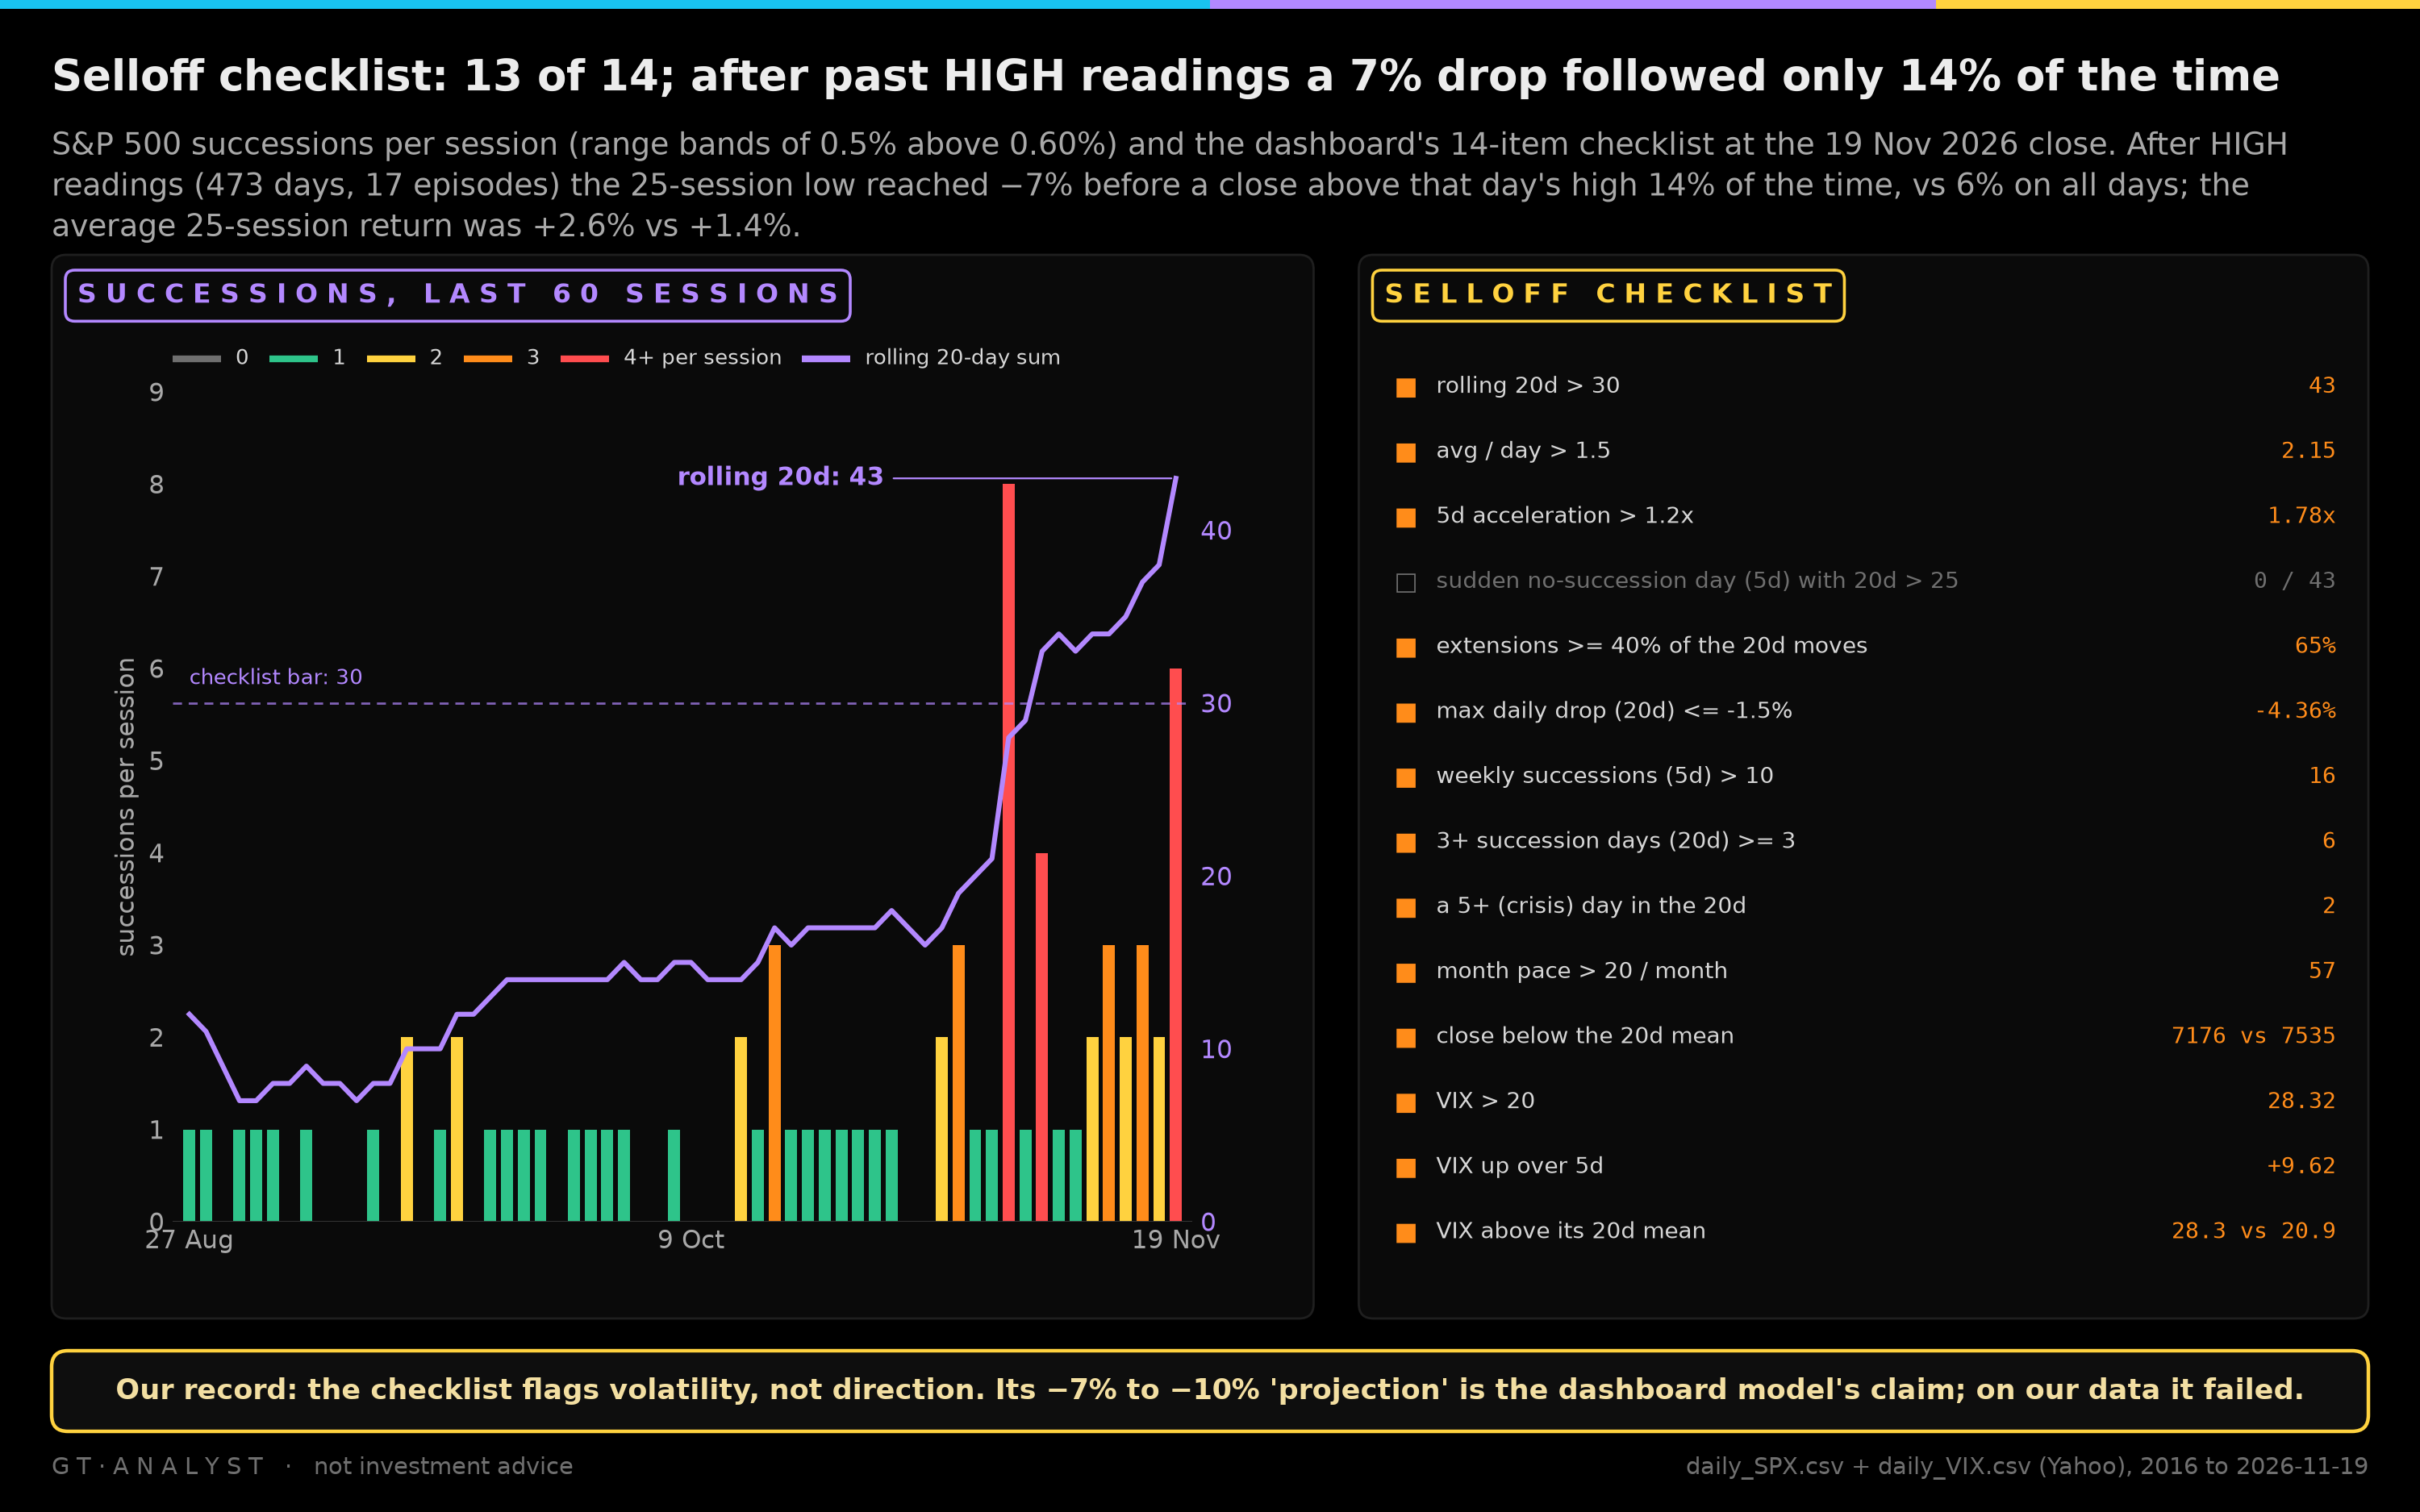 Selloff checklist: 13 of 14; after past HIGH readings a 7% drop followed only 14% of the time
S&P 500 successions per session (range bands of 0.5% above 0.60%) and the dashboard's 14-item checklist at the 19 Nov 2026 close. After HIGH
readings (473 days, 17 episodes) the 25-session low reached −7% before a close above that day's high 14% of the time, vs 6% on all days; the
average 25-session return was +2.6% vs +1.4%.
SUCCESSIONS, LAST 60 SESSIONS
0 1 2 3 4+ per session rolling 20-day sum
9
8
7
6
5
4
3
2
1
0
successions per session
rolling 20d: 43
checklist bar: 30
40
30
20
10
0
27 Aug 9 Oct 19 Nov
SELLOFF CHECKLIST
rolling 20d > 30 43
avg / day > 1.5 2.15
5d acceleration > 1.2x 1.78x
sudden no-succession day (5d) with 20d > 25 0 / 43
extensions >= 40% of the 20d moves 65%
max daily drop (20d) <= -1.5% -4.36%
weekly successions (5d) > 10 16
3+ succession days (20d) >= 3 6
a 5+ (crisis) day in the 20d 2
month pace > 20 / month 57
close below the 20d mean 7176 vs 7535
VIX > 20 28.32
VIX up over 5d +9.62
VIX above its 20d mean 28.3 vs 20.9
Our record: the checklist flags volatility, not direction. Its −7% to −10% 'projection' is the dashboard model's claim; on our data it failed.
GT·ANALYST · not investment advice
daily_SPX.csv + daily_VIX.csv (Yahoo), 2016 to 2026-11-19